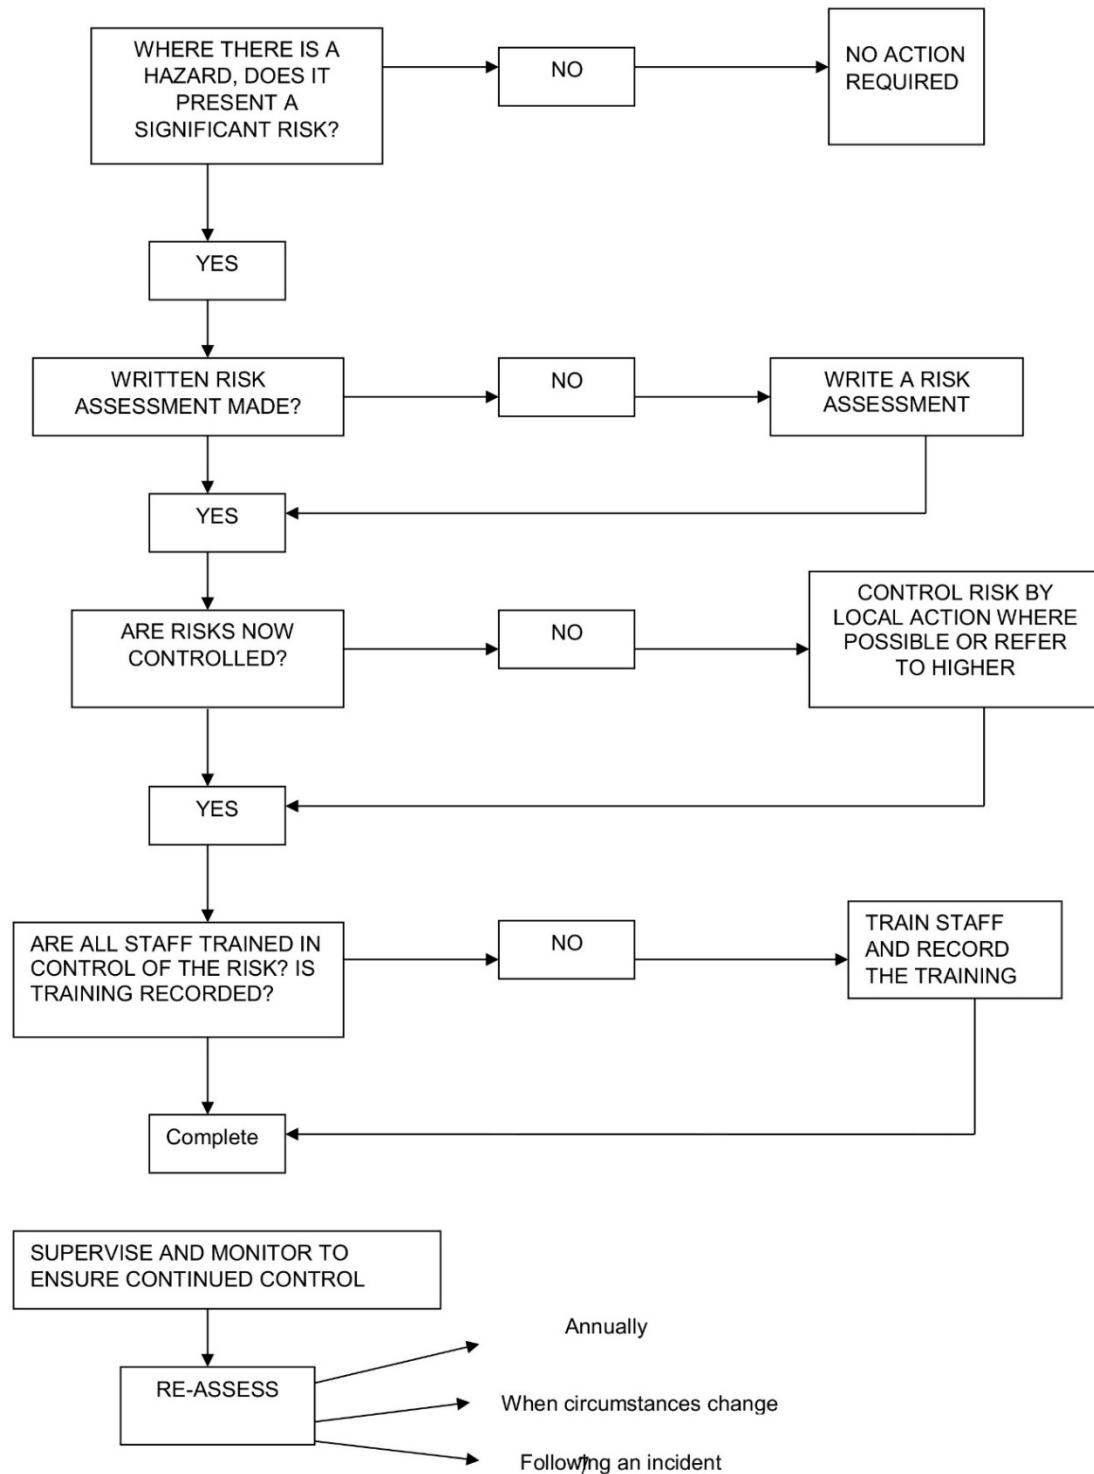 WHERE THERE IS A
HAZARD, DOES IT
PRESENT A
SIGNIFICANT RISK?
NO
NO ACTION
REQUIRED
YES
WRITTEN RISK
ASSESSMENT MADE?
NO
WRITE A RISK
ASSESSMENT
YES
ARE RISKS NOW
CONTROLLED?
NO
CONTROL RISK BY
LOCAL ACTION WHERE
POSSIBLE OR REFER
TO HIGHER
YES
ARE ALL STAFF TRAINED IN
CONTROL OF THE RISK? IS
TRAINING RECORDED?
NO
TRAIN STAFF
AND RECORD
THE TRAINING
Complete
SUPERVISE AND MONITOR TO
ENSURE CONTINUED CONTROL
RE-ASSESS
Annually
When circumstances change
Following an incident
7